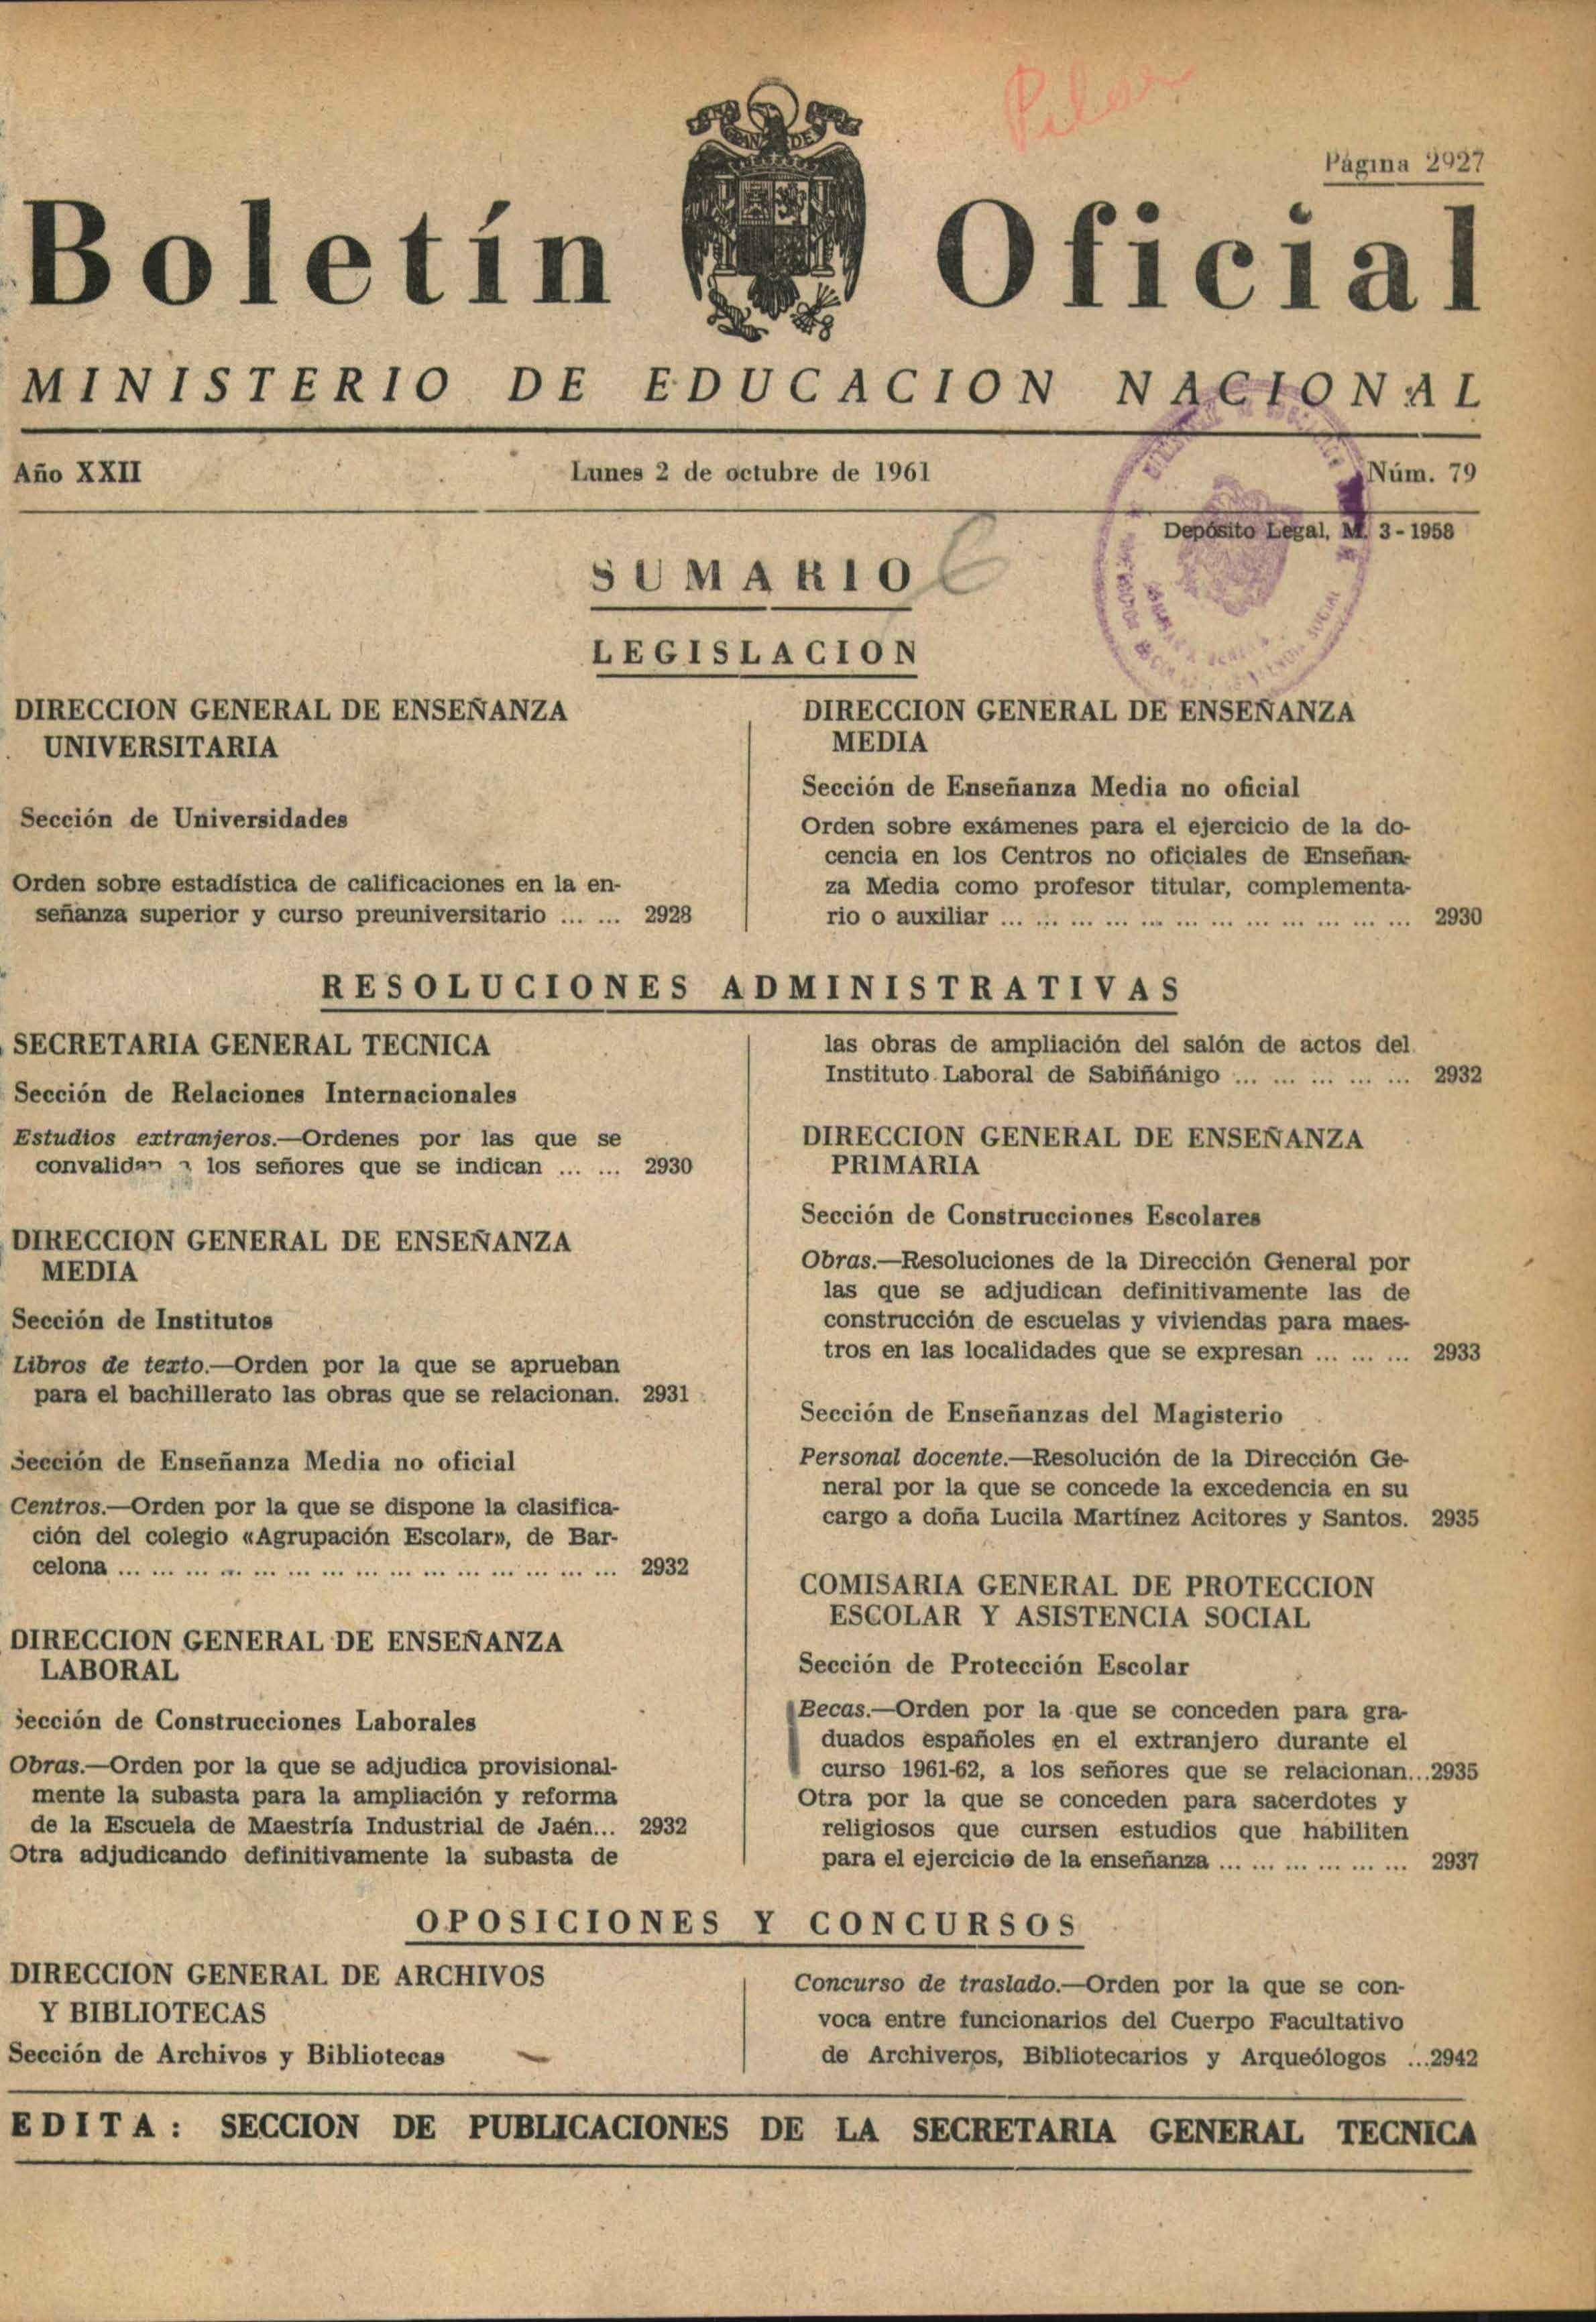 Pilar
Página 2927
Boletín Oficial
MINISTERIO DE EDUCACION NACIONAL
Año XXII
Lunes 2 de octubre de 1961
Núm. 79
Depósito Legal, M. 3 - 1958
SUMARIO
LEGISLACION
DIRECCION GENERAL DE ENSEÑANZA
UNIVERSITARIA
Sección de Universidades
Orden sobre estadística de calificaciones en la en-
señanza superior y curso preuniversitario ... ... 2928
DIRECCION GENERAL DE ENSEÑANZA
MEDIA
Sección de Enseñanza Media no oficial
Orden sobre exámenes para el ejercicio de la do-
cencia en los Centros no oficiales de Enseñan-
za Media como profesor titular, complementa-
rio o auxiliar ... ... ... ... ... ... ... ... ... ... ... ... 2930
RESOLUCIONES ADMINISTRATIVAS
SECRETARIA GENERAL TECNICA
Sección de Relaciones Internacionales
Estudios extranjeros.—Ordenes por las que se
convalidan a los señores que se indican ... ... 2930
DIRECCION GENERAL DE ENSEÑANZA
MEDIA
Sección de Institutos
Libros de texto.—Orden por la que se aprueban
para el bachillerato las obras que se relacionan. 2931
Sección de Enseñanza Media no oficial
Centros.—Orden por la que se dispone la clasifica-
ción del colegio «Agrupación Escolar», de Bar-
celona ... ... ... ... ... ... ... ... ... ... ... ... ... ... ... 2932
DIRECCION GENERAL DE ENSEÑANZA
LABORAL
Sección de Construcciones Laborales
Obras.—Orden por la que se adjudica provisional-
mente la subasta para la ampliación y reforma
de la Escuela de Maestría Industrial de Jaén... 2932
Otra adjudicando definitivamente la subasta de
las obras de ampliación del salón de actos del
Instituto Laboral de Sabiñánigo ... ... ... ... ... 2932
DIRECCION GENERAL DE ENSEÑANZA
PRIMARIA
Sección de Construcciones Escolares
Obras.—Resoluciones de la Dirección General por
las que se adjudican definitivamente las de
construcción de escuelas y viviendas para maes-
tros en las localidades que se expresan ... ... ... 2933
Sección de Enseñanzas del Magisterio
Personal docente.—Resolución de la Dirección Ge-
neral por la que se concede la excedencia en su
cargo a doña Lucila Martínez Acitores y Santos. 2935
COMISARIA GENERAL DE PROTECCION
ESCOLAR Y ASISTENCIA SOCIAL
Sección de Protección Escolar
Becas.—Orden por la que se conceden para gra-
duados españoles en el extranjero durante el
curso 1961-62, a los señores que se relacionan...2935
Otra por la que se conceden para sacerdotes y
religiosos que cursen estudios que habiliten
para el ejercicio de la enseñanza ... ... ... ... ... ... 2937
OPOSICIONES Y CONCURSOS
DIRECCION GENERAL DE ARCHIVOS
Y BIBLIOTECAS
Sección de Archivos y Bibliotecas
Concurso de traslado.—Orden por la que se con-
voca entre funcionarios del Cuerpo Facultativo
de Archiveros, Bibliotecarios y Arqueólogos ...2942
EDITA: SECCION DE PUBLICACIONES DE LA SECRETARIA GENERAL TECNICA